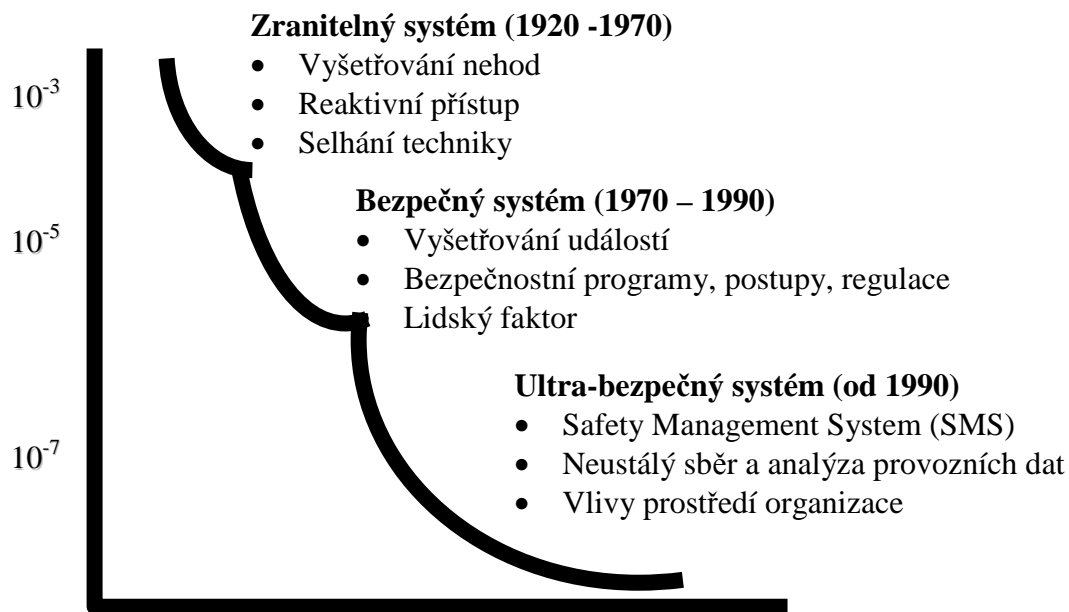 Zranitelný systém (1920 -1970)
• Vyšetřování nehod
10-3
• Reaktivní přístup
• Selhání techniky
Bezpečný systém (1970 – 1990)
10-5
• Vyšetřování událostí
• Bezpečnostní programy, postupy, regulace
• Lidský faktor
Ultra-bezpečný systém (od 1990)
• Safety Management System (SMS)
10-7
• Neustálý sběr a analýza provozních dat
• Vlivy prostředí organizace